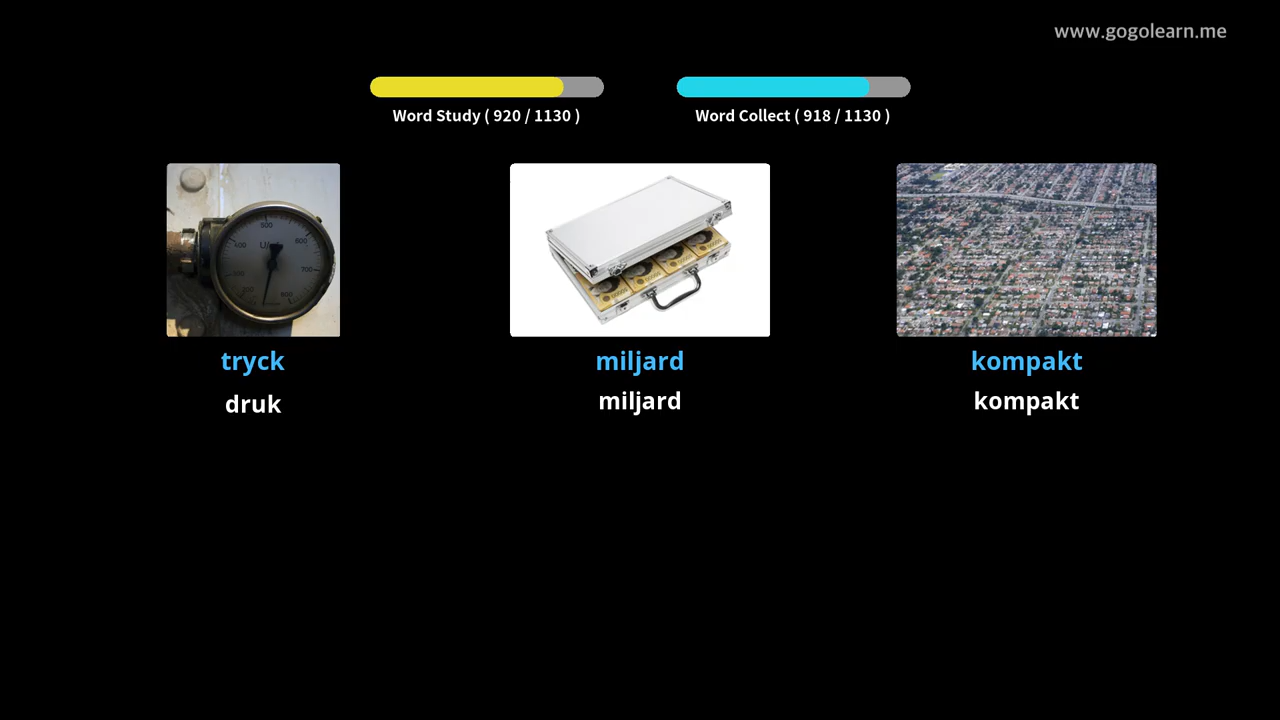 www.gogolearn.me
Word Study ( 920 / 1130 )
Word Collect ( 918 / 1130 )
tryck
miljard
kompakt
druk
miljard
kompakt